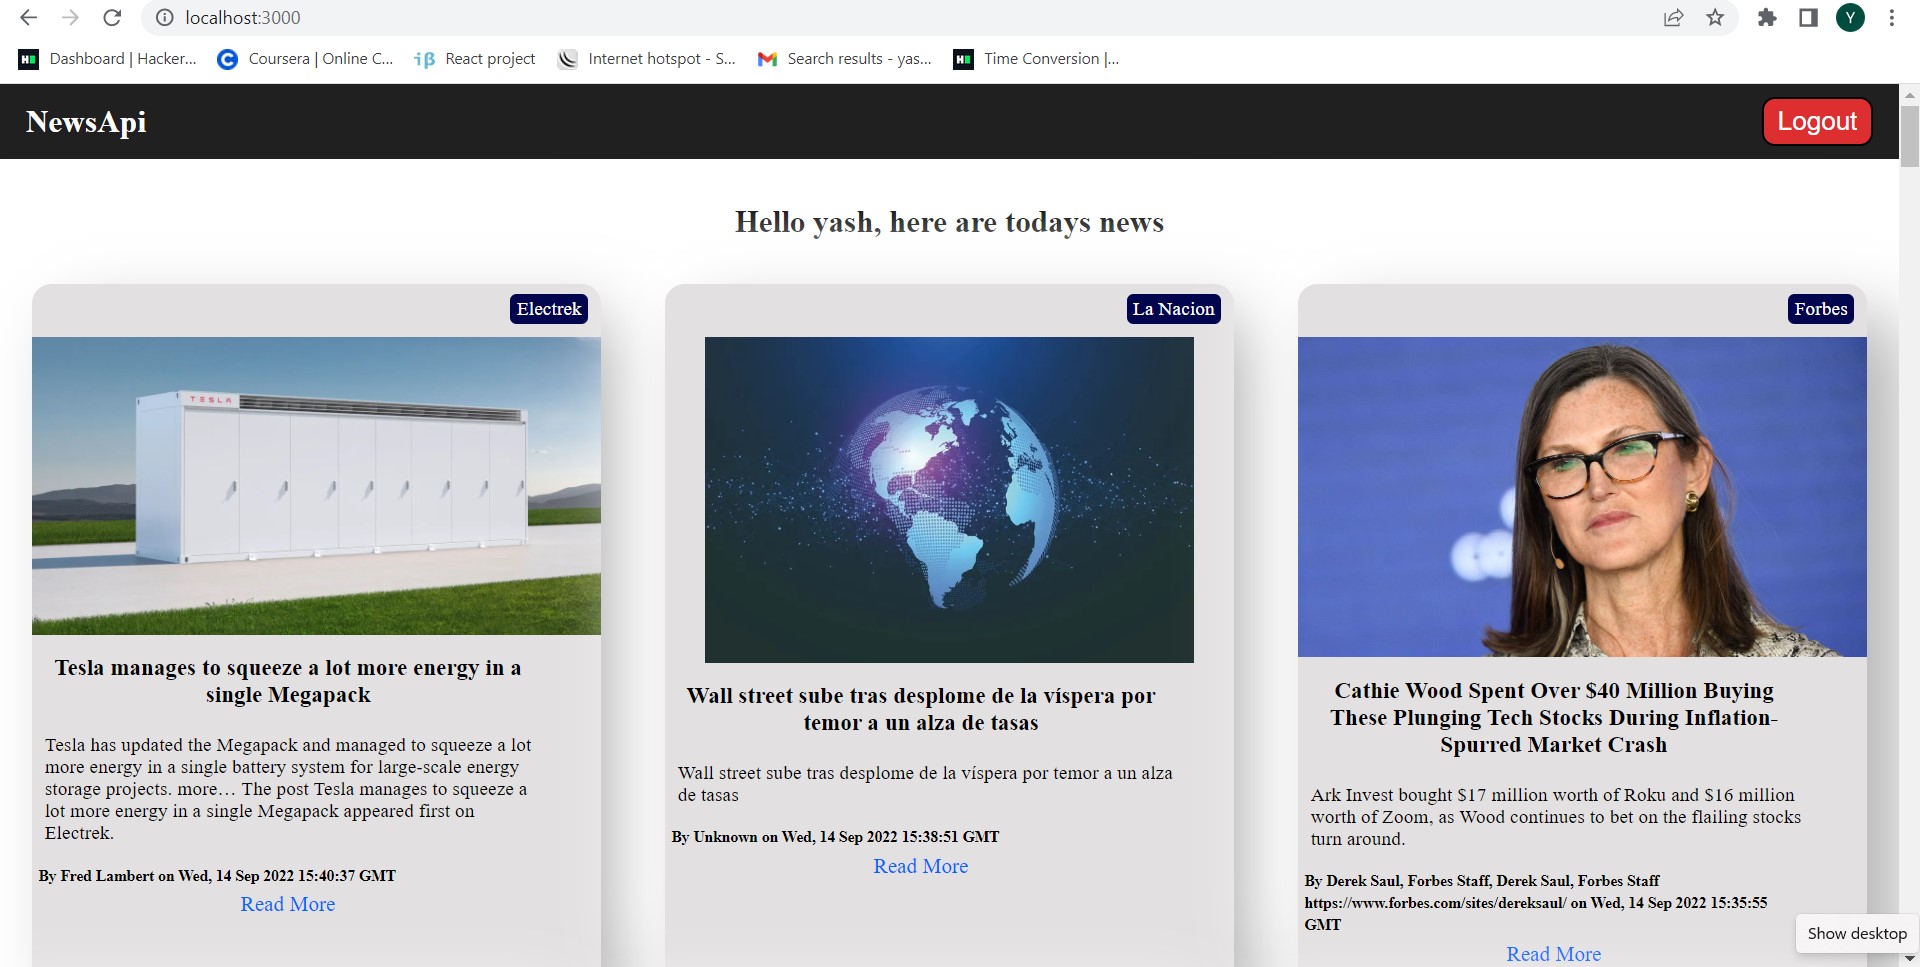 localhost:3000
Y
Dashboard | Hacker...
Coursera | Online C...
iβ React project
Internet hotspot - S...
Search results - yas...
Time Conversion |...
NewsApi
Logout
Hello yash, here are todays news
Electrek
TESLA
Tesla manages to squeeze a lot more energy in a
single Megapack
Tesla has updated the Megapack and managed to squeeze a lot
more energy in a single battery system for large-scale energy
storage projects. more… The post Tesla manages to squeeze a
lot more energy in a single Megapack appeared first on
Electrek.
By Fred Lambert on Wed, 14 Sep 2022 15:40:37 GMT
Read More
La Nacion
Wall street sube tras desplome de la víspera por
temor a un alza de tasas
Wall street sube tras desplome de la víspera por temor a un alza
de tasas
By Unknown on Wed, 14 Sep 2022 15:38:51 GMT
Read More
Forbes
Cathie Wood Spent Over $40 Million Buying
These Plunging Tech Stocks During Inflation-
Spurred Market Crash
Ark Invest bought $17 million worth of Roku and $16 million
worth of Zoom, as Wood continues to bet on the flailing stocks
turn around.
By Derek Saul, Forbes Staff, Derek Saul, Forbes Staff
https://www.forbes.com/sites/dereksaul/ on Wed, 14 Sep 2022 15:35:55
GMT
Read More
Show desktop